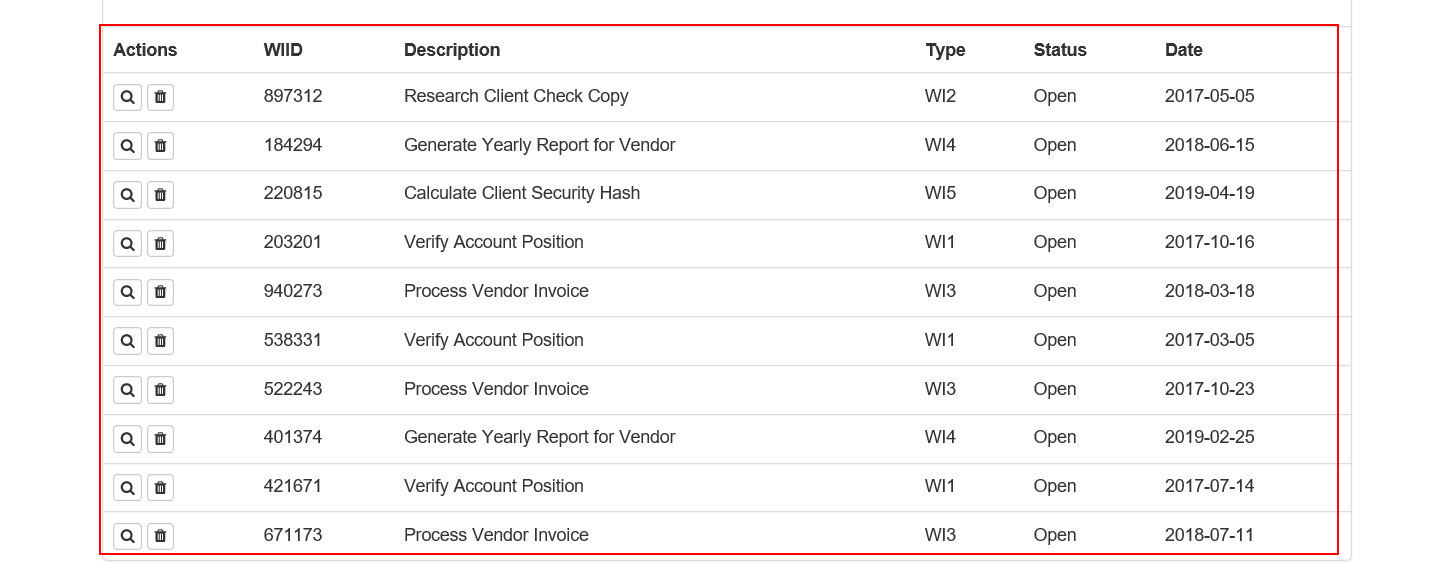 Actions WIID Description Type Status Date
897312 Research Client Check Copy WI2 Open 2017-05-05
184294 Generate Yearly Report for Vendor WI4 Open 2018-06-15
220815 Calculate Client Security Hash WI5 Open 2019-04-19
203201 Verify Account Position WI1 Open 2017-10-16
940273 Process Vendor Invoice WI3 Open 2018-03-18
538331 Verify Account Position WI1 Open 2017-03-05
522243 Process Vendor Invoice WI3 Open 2017-10-23
401374 Generate Yearly Report for Vendor WI4 Open 2019-02-25
421671 Verify Account Position WI1 Open 2017-07-14
671173 Process Vendor Invoice WI3 Open 2018-07-11